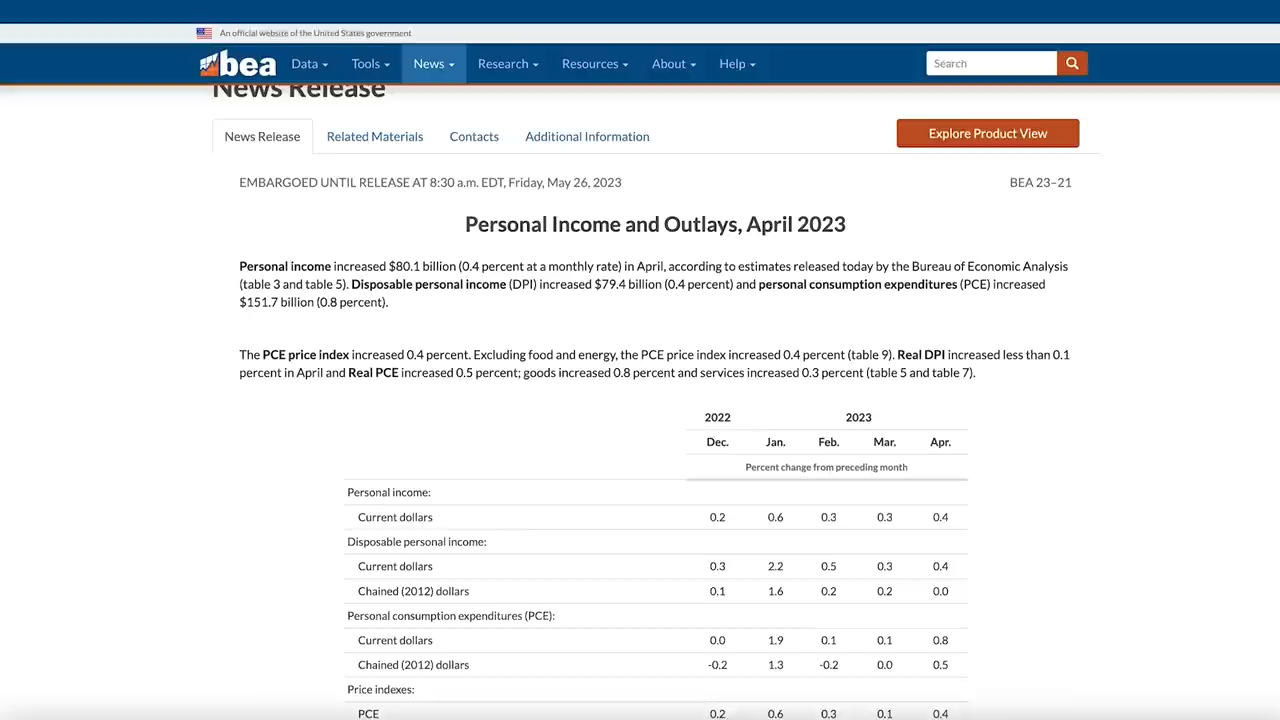 An official website of the United States government
bea Data Tools News Research Resources About Help Search
News Release
News Release Related Materials Contacts Additional Information Explore Product View
EMBARGOED UNTIL RELEASE AT 8:30 a.m. EDT, Friday, May 26, 2023 BEA 23–21
Personal Income and Outlays, April 2023
Personal income increased $80.1 billion (0.4 percent at a monthly rate) in April, according to estimates released today by the Bureau of Economic Analysis
(table 3 and table 5). Disposable personal income (DPI) increased $79.4 billion (0.4 percent) and personal consumption expenditures (PCE) increased
$151.7 billion (0.8 percent).
The PCE price index increased 0.4 percent. Excluding food and energy, the PCE price index increased 0.4 percent (table 9). Real DPI increased less than 0.1
percent in April and Real PCE increased 0.5 percent; goods increased 0.8 percent and services increased 0.3 percent (table 5 and table 7).
2022 2023
Dec. Jan. Feb. Mar. Apr.
Percent change from preceding month
Personal income:
Current dollars 0.2 0.6 0.3 0.3 0.4
Disposable personal income:
Current dollars 0.3 2.2 0.5 0.3 0.4
Chained (2012) dollars 0.1 1.6 0.2 0.2 0.0
Personal consumption expenditures (PCE):
Current dollars 0.0 1.9 0.1 0.1 0.8
Chained (2012) dollars -0.2 1.3 -0.2 0.0 0.5
Price indexes:
PCE 0.2 0.6 0.3 0.1 0.4